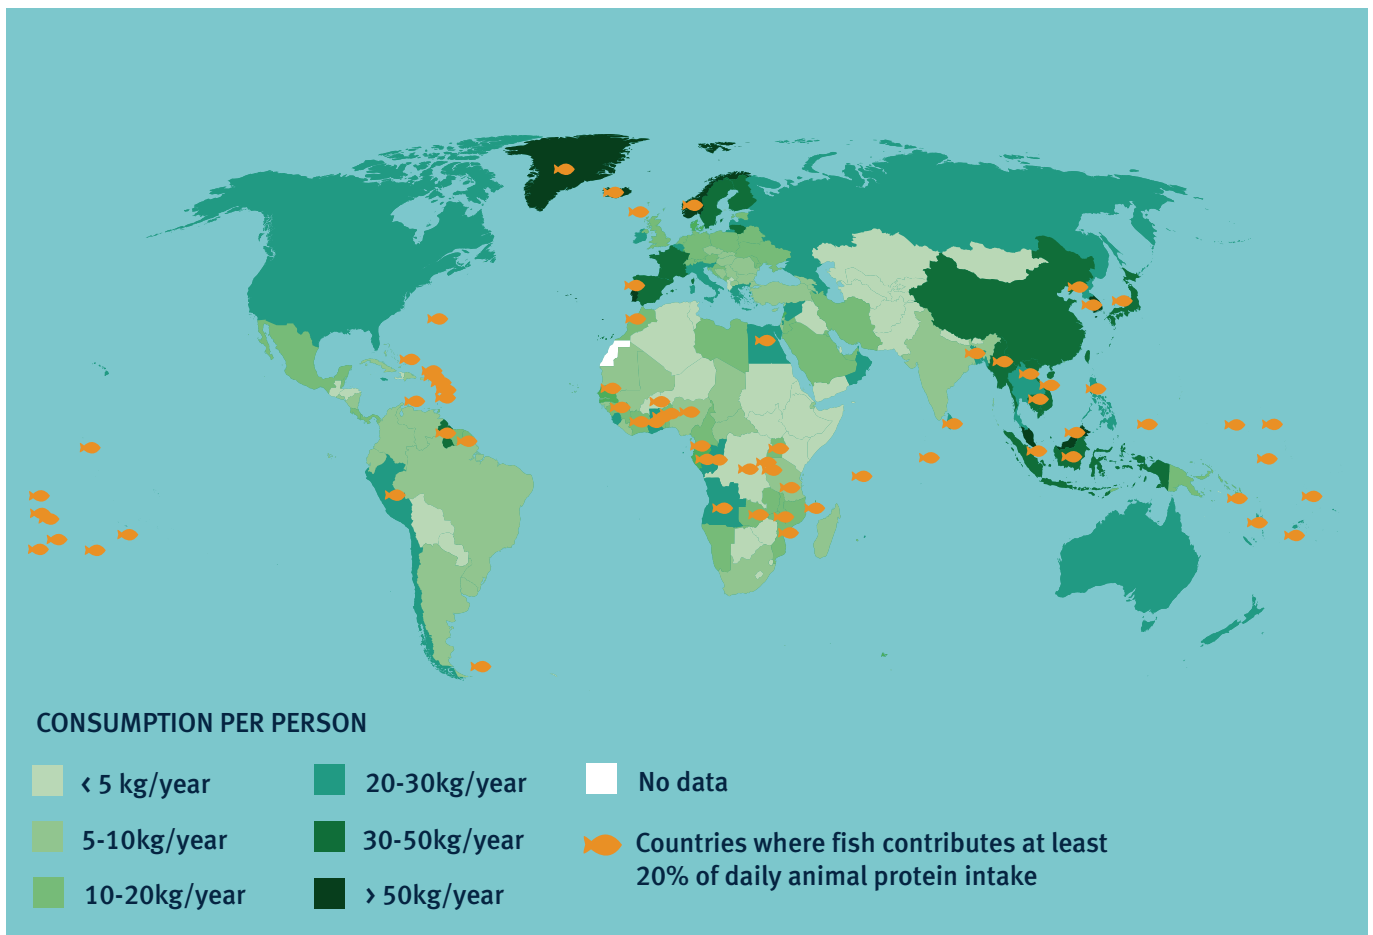 CONSUMPTION PER PERSON
< 5 kg/year
5-10kg/year
10-20kg/year
20-30kg/year
30-50kg/year
> 50kg/year
No data
Countries where fish contributes at least
20% of daily animal protein intake